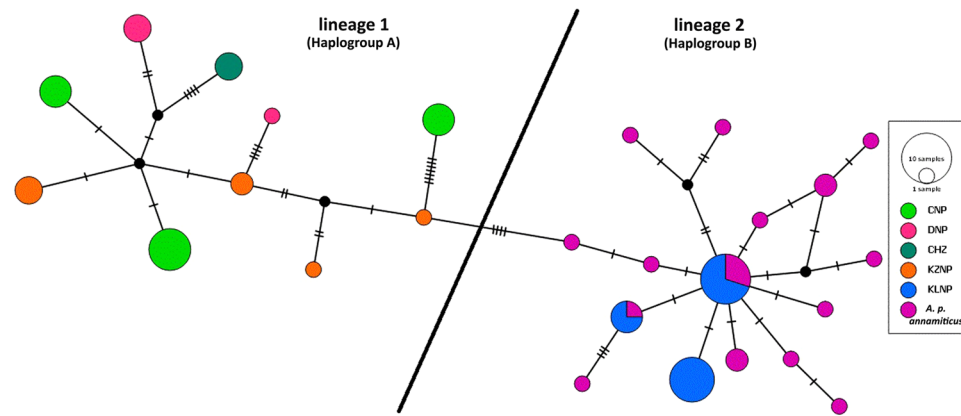 lineage 1
(Haplogroup A)
lineage 2
(Haplogroup B)
10 samples
1 sample
CNP
DNP
CHZ
KZNP
KLNP
A. p.
annamiticus